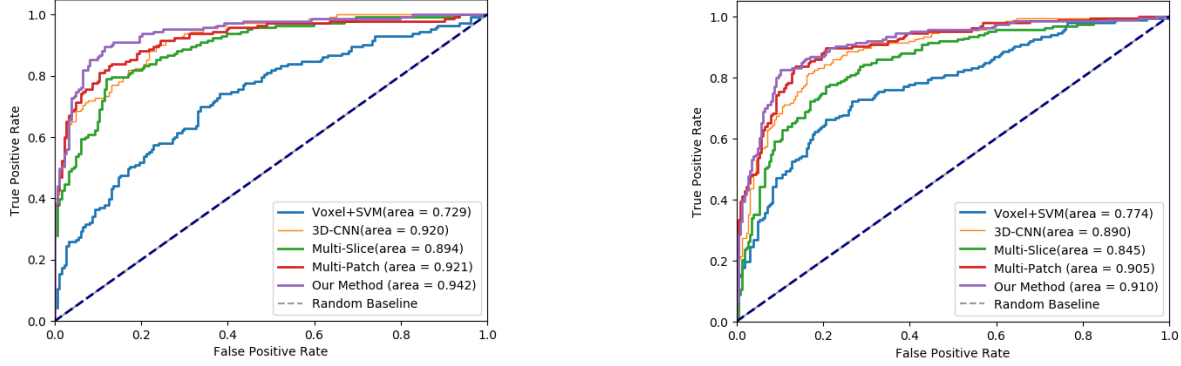 1.0
0.8
0.6
0.4
0.2
0.0
True Positive Rate
0.0 0.2 0.4 0.6 0.8 1.0
False Positive Rate
Voxel+SVM(area = 0.729)
3D-CNN(area = 0.920)
Multi-Slice(area = 0.894)
Multi-Patch (area = 0.921)
Our Method (area = 0.942)
Random Baseline
1.0
0.8
0.6
0.4
0.2
0.0
True Positive Rate
0.0 0.2 0.4 0.6 0.8 1.0
False Positive Rate
Voxel+SVM(area = 0.774)
3D-CNN(area = 0.890)
Multi-Slice(area = 0.845)
Multi-Patch (area = 0.905)
Our Method (area = 0.910)
Random Baseline